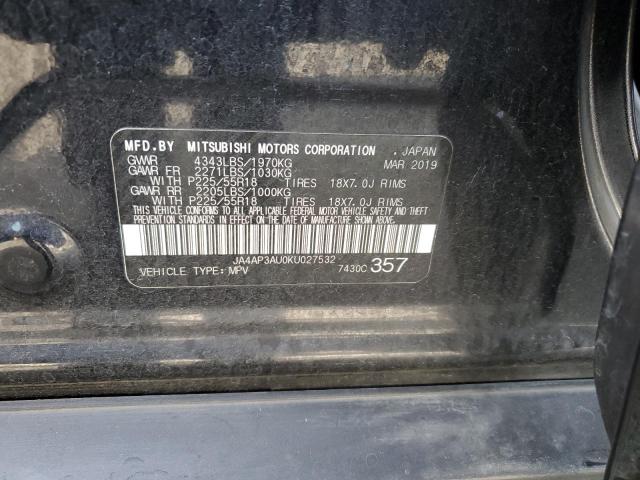 MFD.BY MITSUBISHI MOTORS CORPORATION . JAPAN
GVWR 4343LBS/1970KG MAR 2019
GAWR FR 2271LBS/1030KG
WITH P225/55R18 TIRES 18X7.0J RIMS
GAWR RR 2205LBS/1000KG
WITH P225/55R18 TIRES 18X7.0J RIMS
THIS VEHICLE CONFORMS TO ALL APPLICABLE FEDERAL MOTOR VEHICLE SAFETY AND THEFT
PREVENTION STANDARDS IN EFFECT ON THE DATE OF MANUFACTURE SHOWN ABOVE.
JA4AP3AU0KU027532
VEHICLE TYPE: MPV 7430C 357